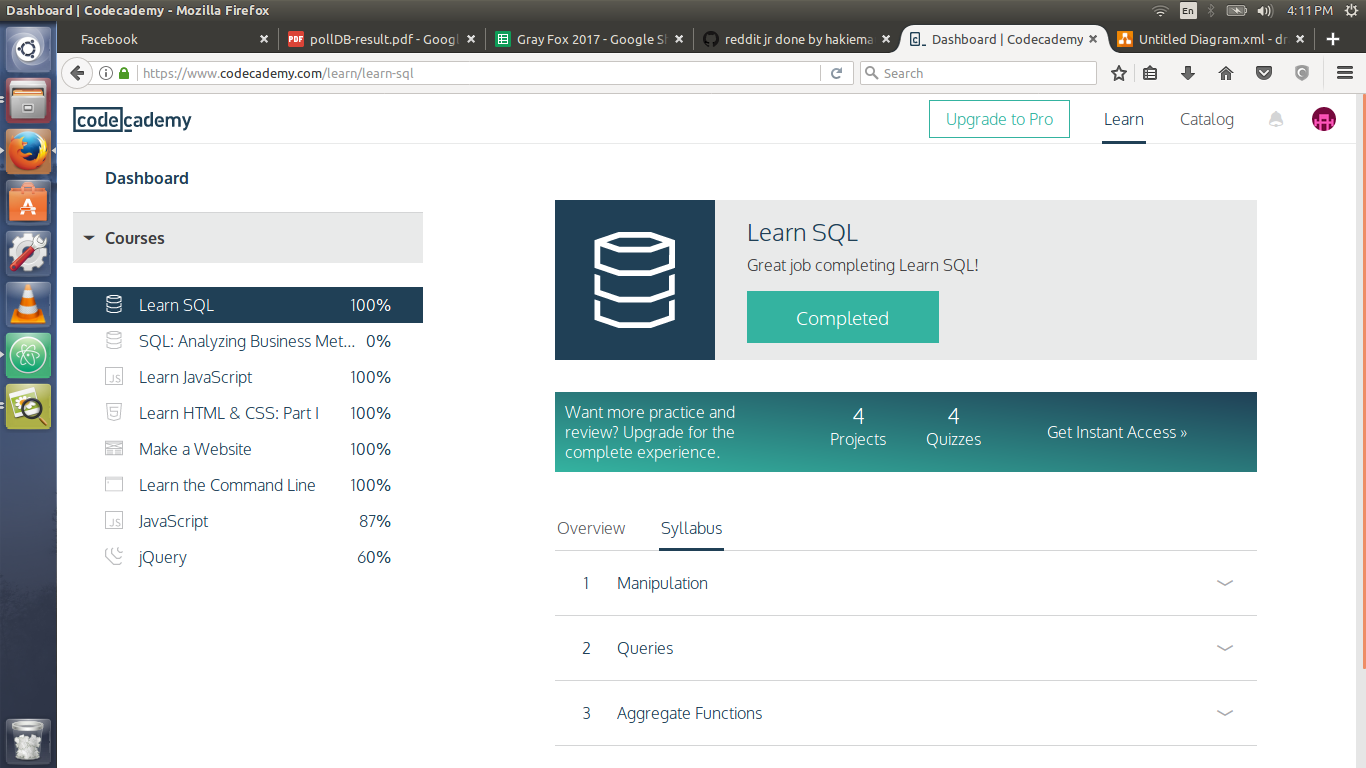 Dashboard | Codecademy - Mozilla Firefox
En
4:11 PM
Facebook
pollDB-result.pdf - Googl
Gray Fox 2017 - Google Sh
reddit jr done by hakiema
Dashboard | Codecademy
Untitled Diagram.xml - dr
https://www.codecademy.com/learn/learn-sql
Search
codecademy
Upgrade to Pro
Learn
Catalog
Dashboard
Courses
Learn SQL 100%
SQL: Analyzing Business Met... 0%
Learn JavaScript 100%
Learn HTML & CSS: Part I 100%
Make a Website 100%
Learn the Command Line 100%
JavaScript 87%
jQuery 60%
Learn SQL
Great job completing Learn SQL!
Completed
Want more practice and
review? Upgrade for the
complete experience.
4
Projects
4
Quizzes
Get Instant Access »
Overview
Syllabus
1 Manipulation
2 Queries
3 Aggregate Functions